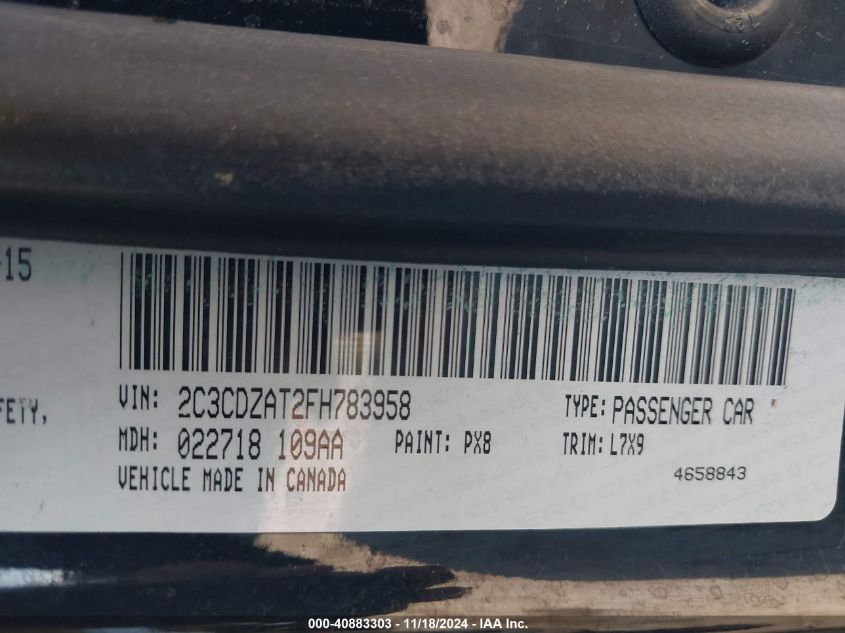 -15
VIN: 2C3CDZAT2FH783958
TYPE: PASSENGER CAR
FETY,
MDH: 022718 109AA
PAINT: PX8
TRIM: L7X9
VEHICLE MADE IN CANADA
4658843
000-40883303 - 11/18/2024 - IAA Inc.